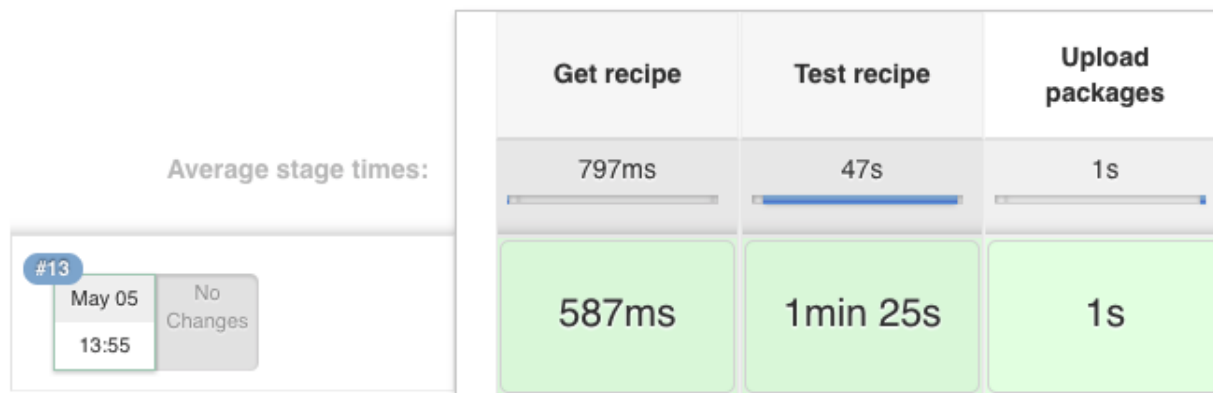 Get recipe
Test recipe
Upload
packages
Average stage times:
797ms
47s
1s
#13
May 05
13:55
No
Changes
587ms
1min 25s
1s